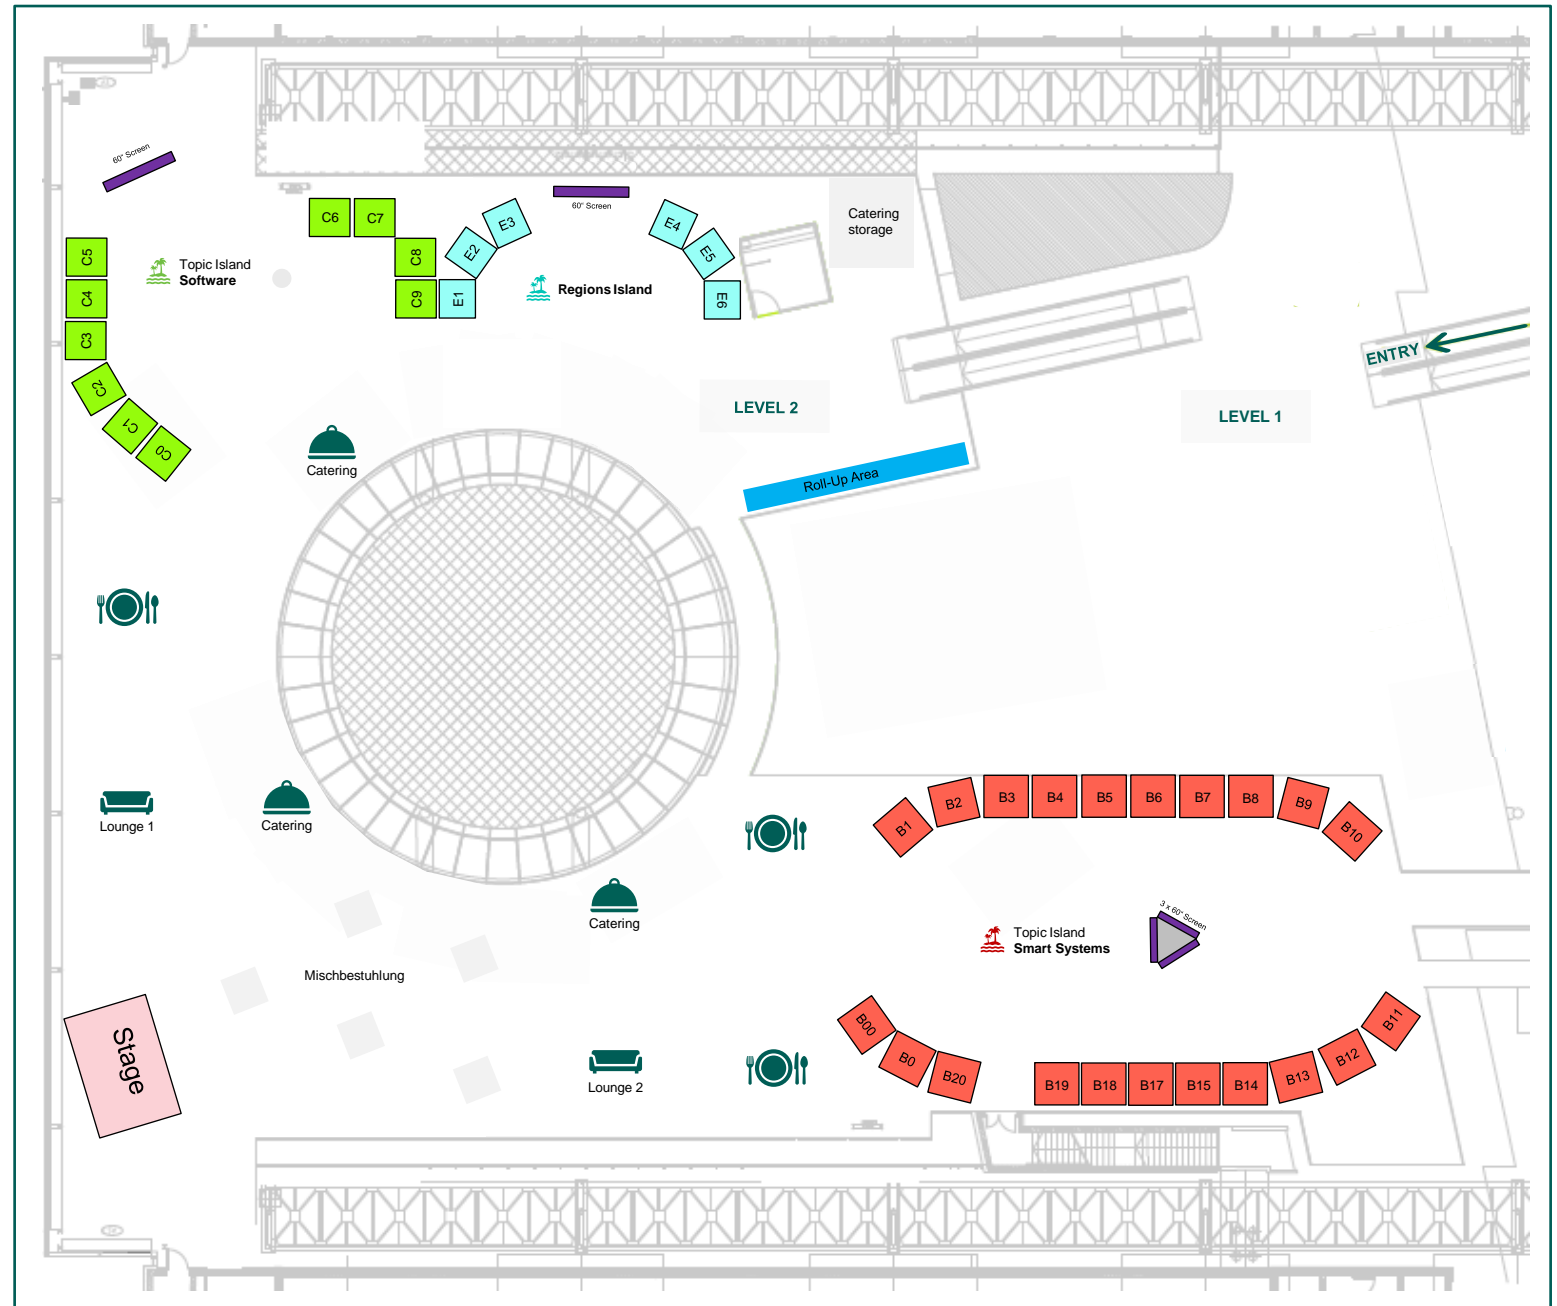 60" Screen
C6
C7
E3
60" Screen
E4
Catering
storage
C5
Topic Island
Software
C8
E2
E5
C4
C9
E1
Regions Island
E6
C3
ENTRY
C2
LEVEL 2
LEVEL 1
C1
C0
Catering
Roll-Up Area
Lounge 1
Catering
B1
B2
B3
B4
B5
B6
B7
B8
B9
B10
Catering
3 x 60" Screen
Topic Island
Smart Systems
Mischbestuhlung
Stage
B00
B0
B20
B11
B12
B13
Lounge 2
B19
B18
B17
B15
B14